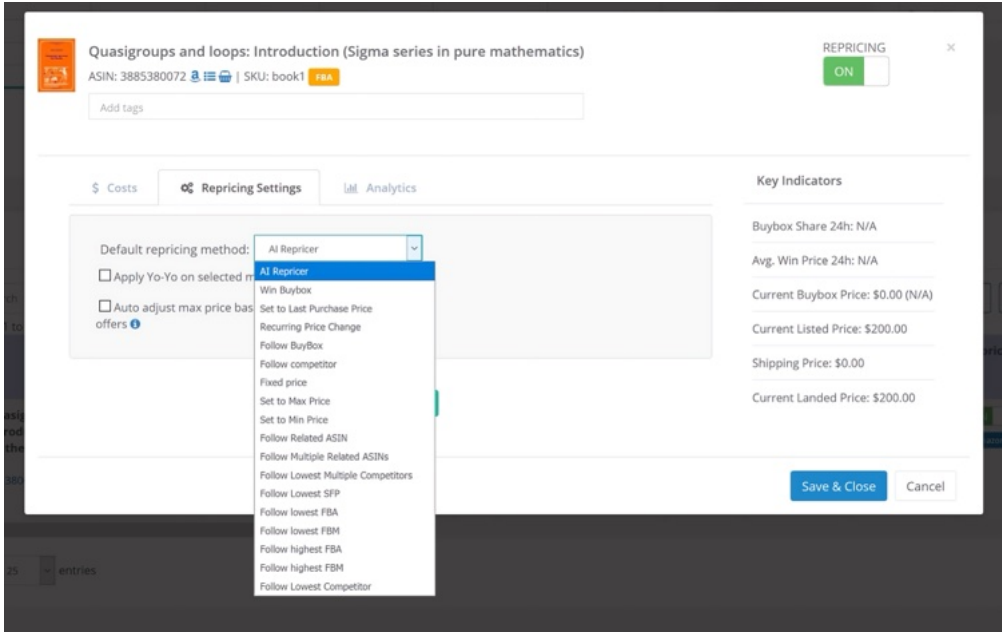 Quasigroups and loops: Introduction (Sigma series in pure mathematics)
REPRICING
×
ASIN: 3885380072 | SKU: book1 FBA
ON
Add tags
$ Costs
Repricing Settings
Analytics
Key Indicators
Default repricing method:
AI Repricer
Apply Yo-Yo on selected m
Auto adjust max price bas
offers
AI Repricer
Win Buybox
Set to Last Purchase Price
Recurring Price Change
Follow BuyBox
Follow competitor
Fixed price
Set to Max Price
Set to Min Price
Follow Related ASIN
Follow Multiple Related ASINs
Follow Lowest Multiple Competitors
Follow Lowest SFP
Follow lowest FBA
Follow lowest FBM
Follow highest FBA
Follow highest FBM
Follow Lowest Competitor
Buybox Share 24h: N/A
Avg. Win Price 24h: N/A
Current Buybox Price: $0.00 (N/A)
Current Listed Price: $200.00
Shipping Price: $0.00
Current Landed Price: $200.00
Save & Close
Cancel
25 entries